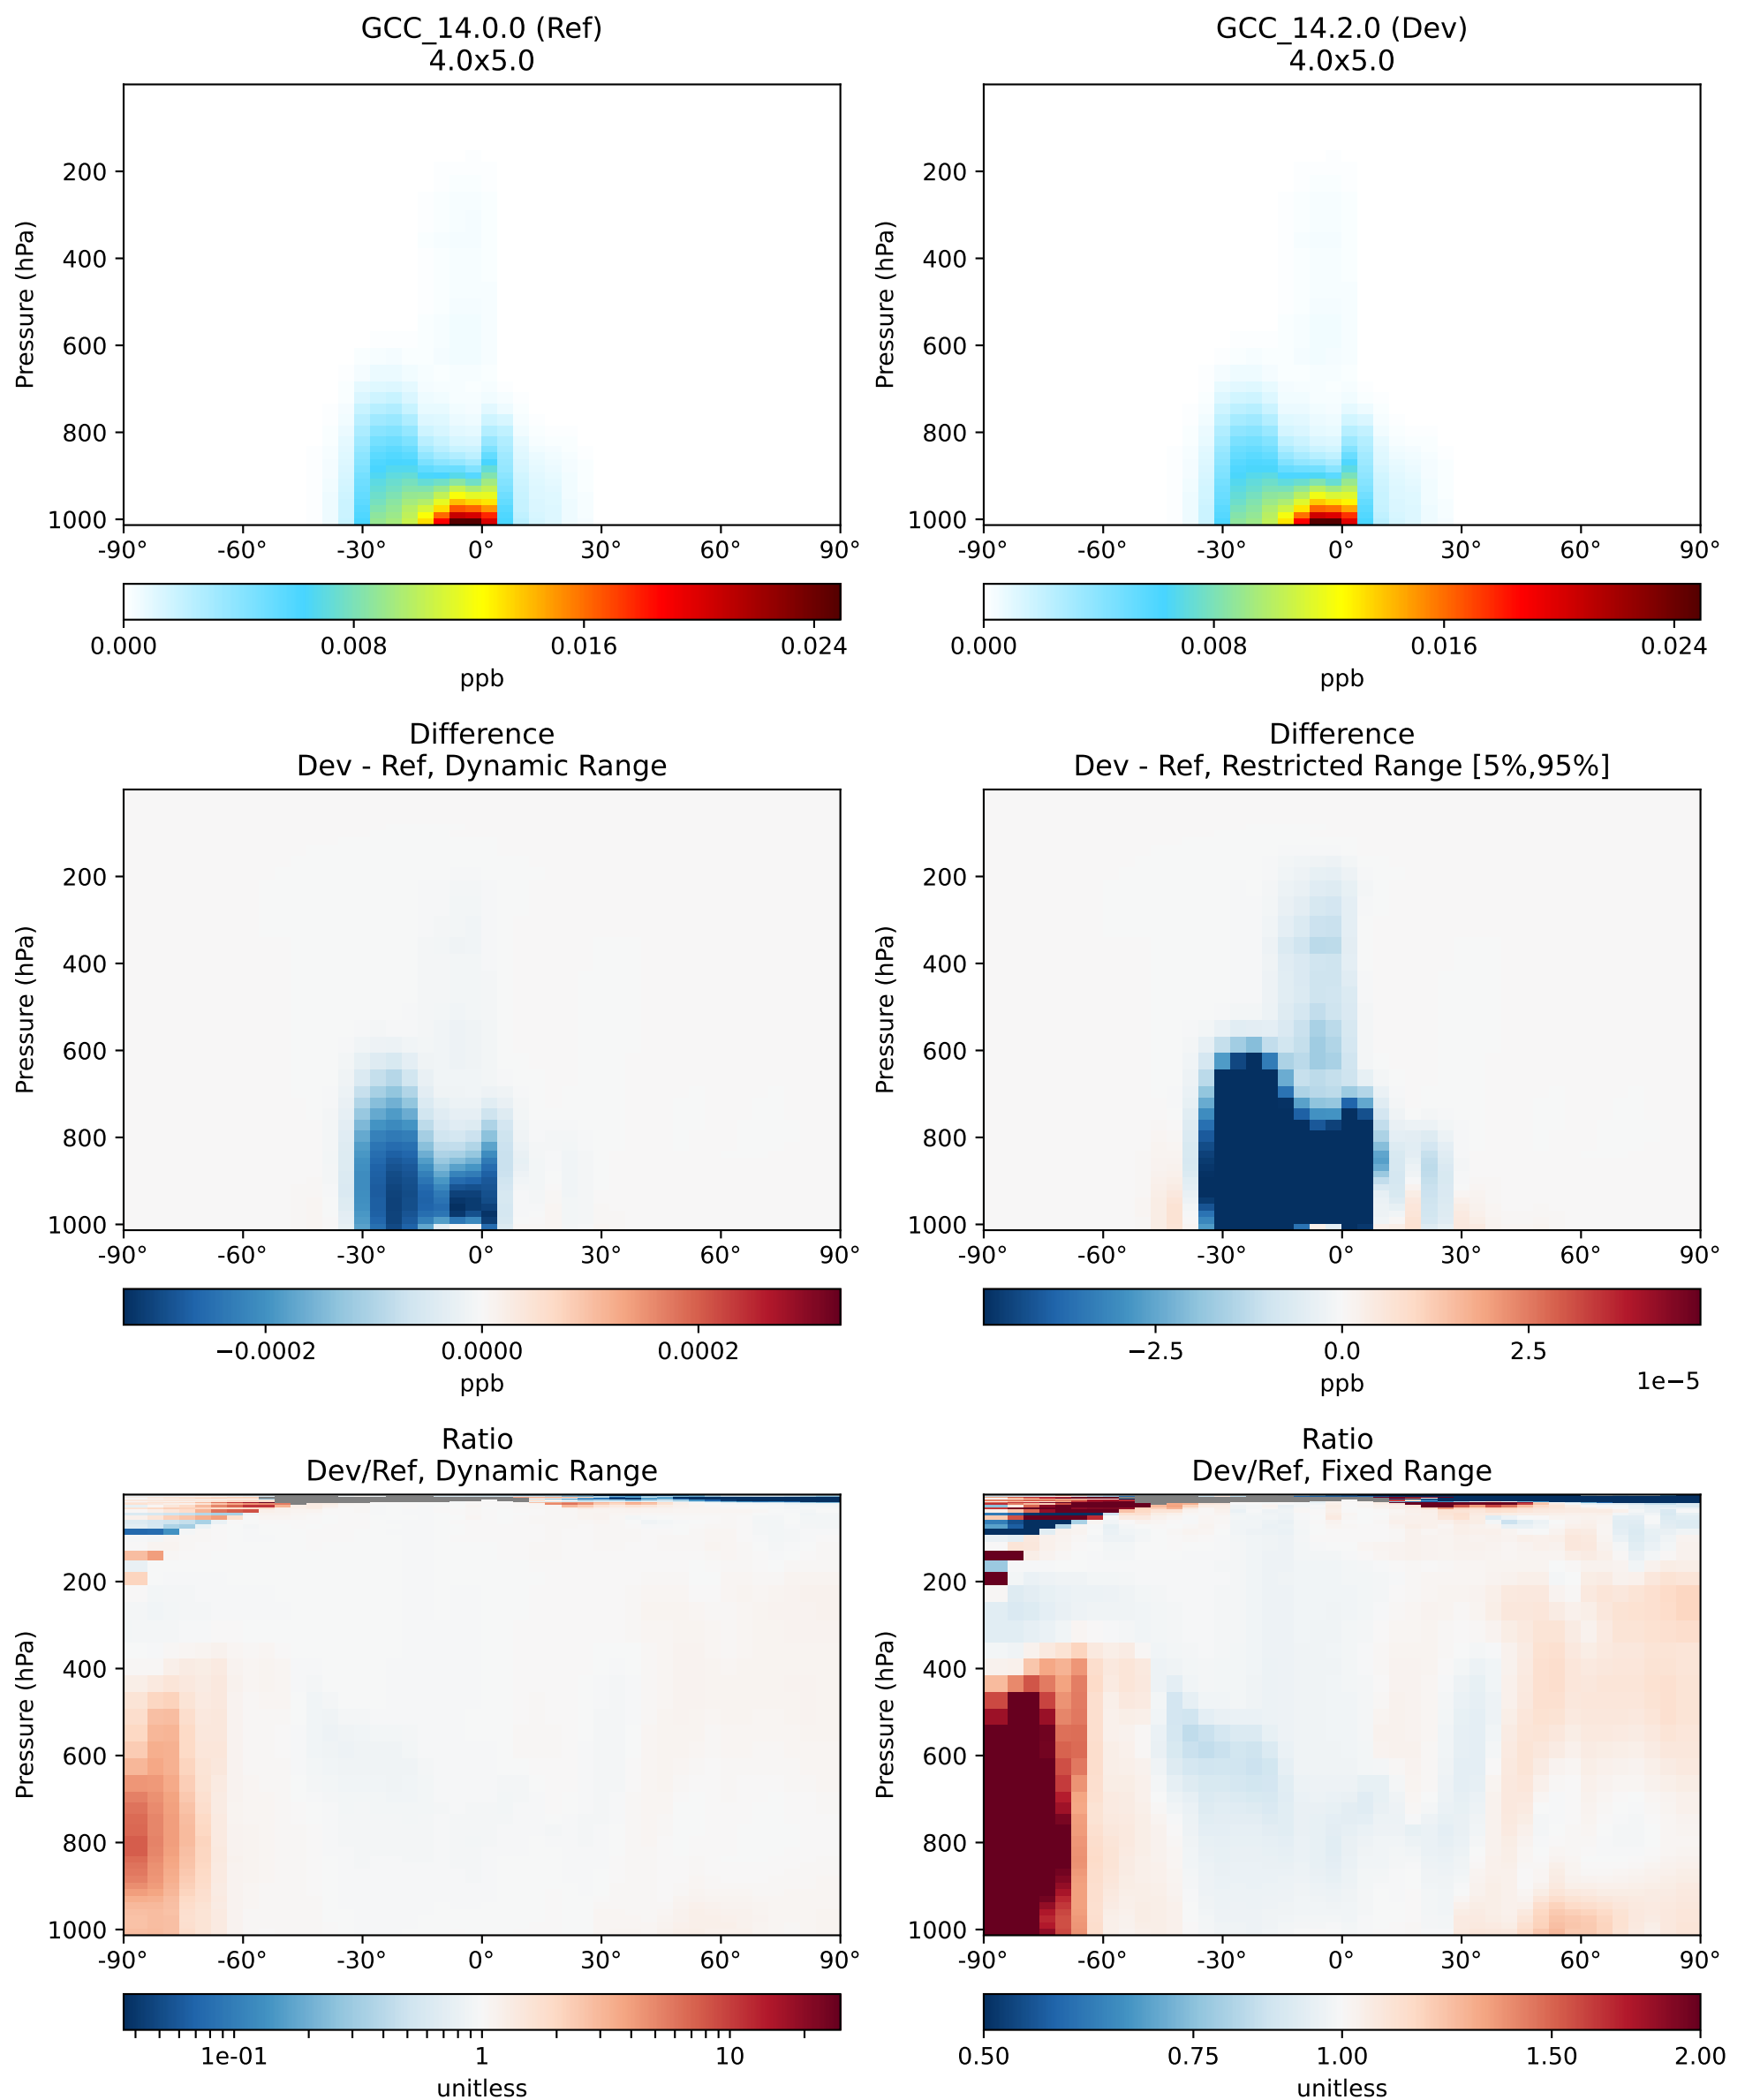 GCC_14.0.0 (Ref)
4.0x5.0
Pressure (hPa)
200
400
600
800
1000
-90° -60° -30° 0° 30° 60° 90°
0.000 0.008 0.016 0.024
ppb
GCC_14.2.0 (Dev)
4.0x5.0
Pressure (hPa)
200
400
600
800
1000
-90° -60° -30° 0° 30° 60° 90°
0.000 0.008 0.016 0.024
ppb
Difference
Dev - Ref, Dynamic Range
Pressure (hPa)
200
400
600
800
1000
-90° -60° -30° 0° 30° 60° 90°
−0.0002 0.0000 0.0002
ppb
Difference
Dev - Ref, Restricted Range [5%,95%]
Pressure (hPa)
200
400
600
800
1000
-90° -60° -30° 0° 30° 60° 90°
−2.5 0.0 2.5
ppb 1e−5
Ratio
Dev/Ref, Dynamic Range
Pressure (hPa)
200
400
600
800
1000
-90° -60° -30° 0° 30° 60° 90°
1e-01 1 10
unitless
Ratio
Dev/Ref, Fixed Range
Pressure (hPa)
200
400
600
800
1000
-90° -60° -30° 0° 30° 60° 90°
0.50 0.75 1.00 1.50 2.00
unitless